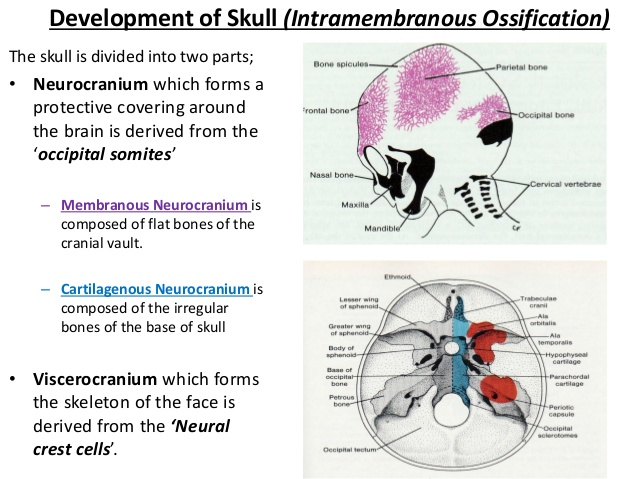 Development of Skull (Intramembranous Ossification)
The skull is divided into two parts;
• Neurocranium which forms a
protective covering around
the brain is derived from the
‘occipital somites’
– Membranous Neurocranium is
composed of flat bones of the
cranial vault.
– Cartilagenous Neurocranium is
composed of the irregular
bones of the base of skull
• Viscerocranium which forms
the skeleton of the face is
derived from the ‘Neural
crest cells’.
Bone spicules
Parietal bone
Frontal bone
Occipital bone
Nasal bone
Cervical vertebrae
Maxilla
Mandible
Ethmoid
Lesser wing
of sphenoid
Greater wing
of sphenoid
Body of
sphenoid
Base of
occipital
bone
Petrous
bone
Occipital tectum
Trabeculae
cranii
Ala
orbitalis
Ala
temporalis
Hypophyseal
cartilage
Parachordal
cartilage
Periotic
capsule
Occipital
sclerotomes